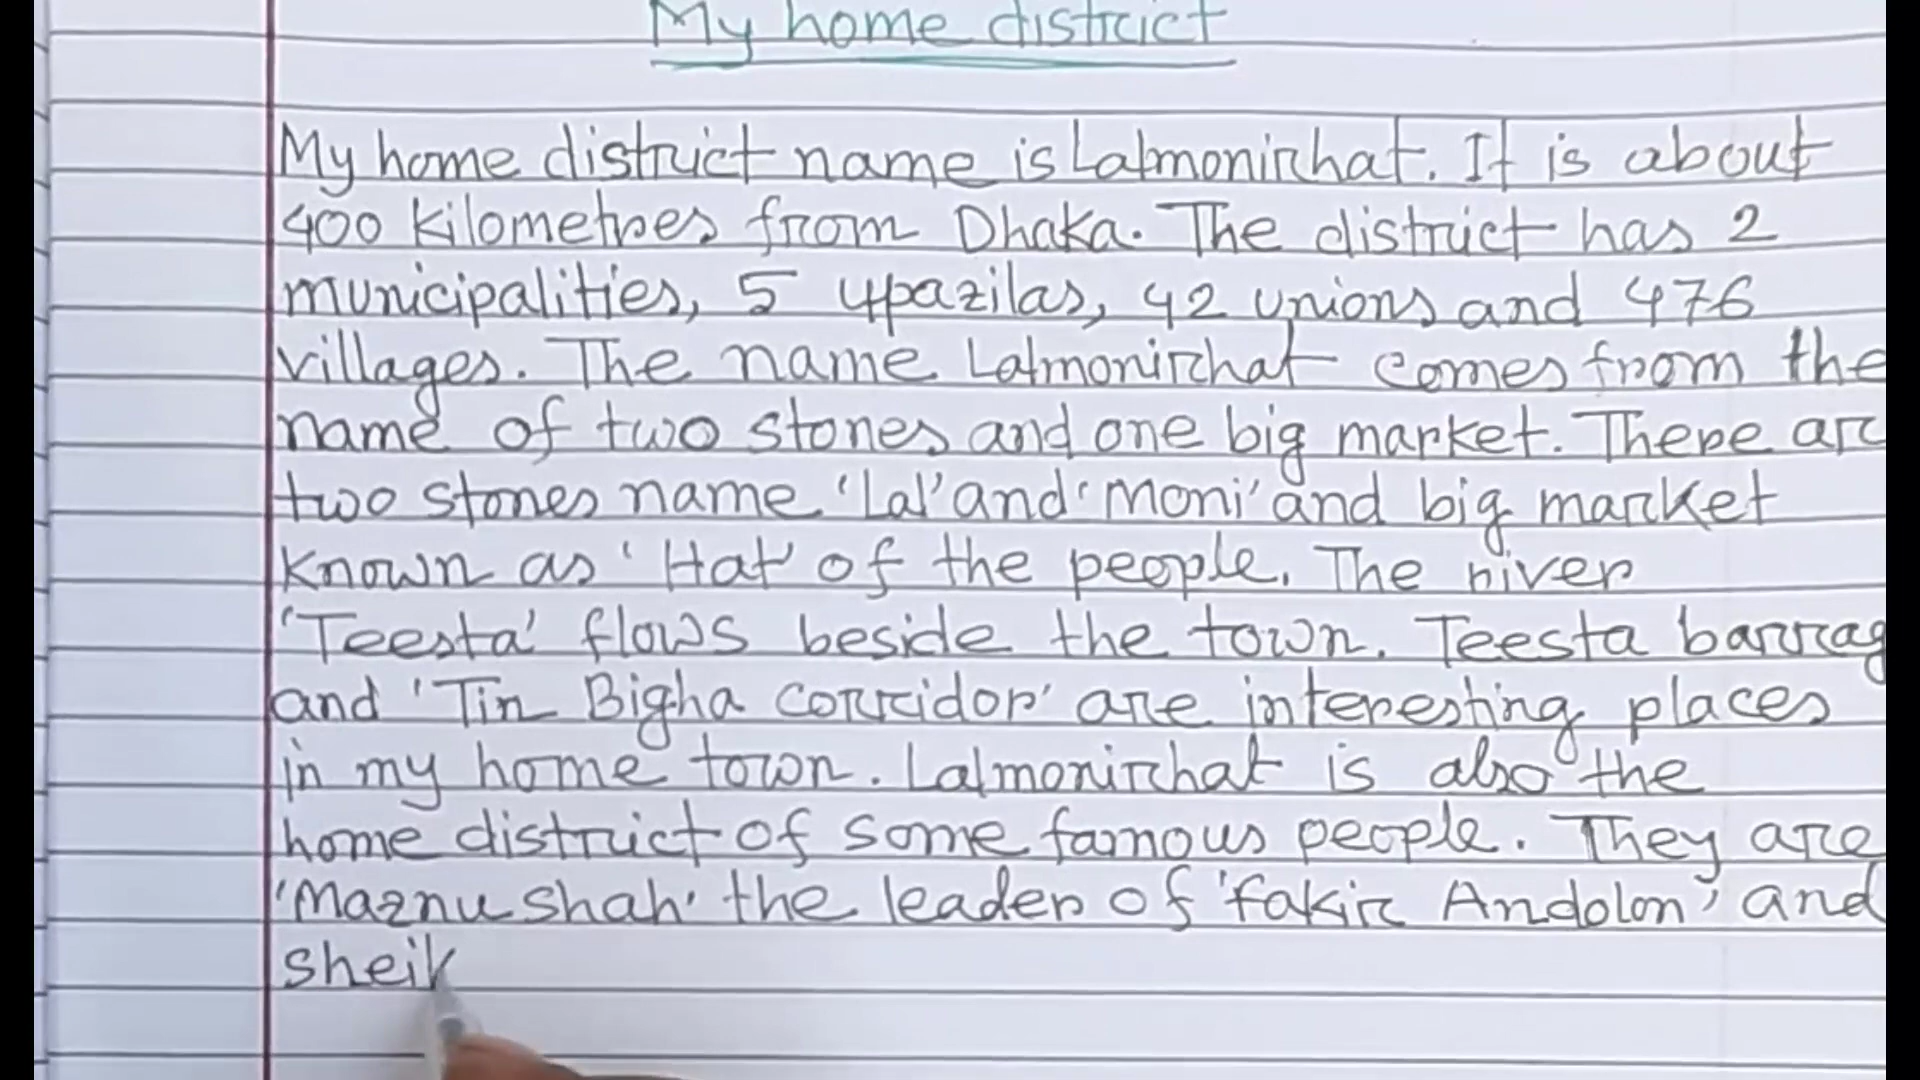 My home district
My home district name is Lalmonirhat. It is about
400 kilometres from Dhaka. The district has 2
municipalities, 5 upazilas, 42 unions and 476
villages. The name Lalmonirhat comes from the
name of two stones and one big market. There are
two stones name 'Lal' and 'Moni' and big market
known as 'Hat' of the people. The river
'Teesta' flows beside the town. Teesta barrag
and 'Tin Bigha corridor' are interesting places
in my home town. Lalmonirhat is also the
home district of some famous people. They are
'Maznu shah' the leader of 'fakir Andolon' and
sheik